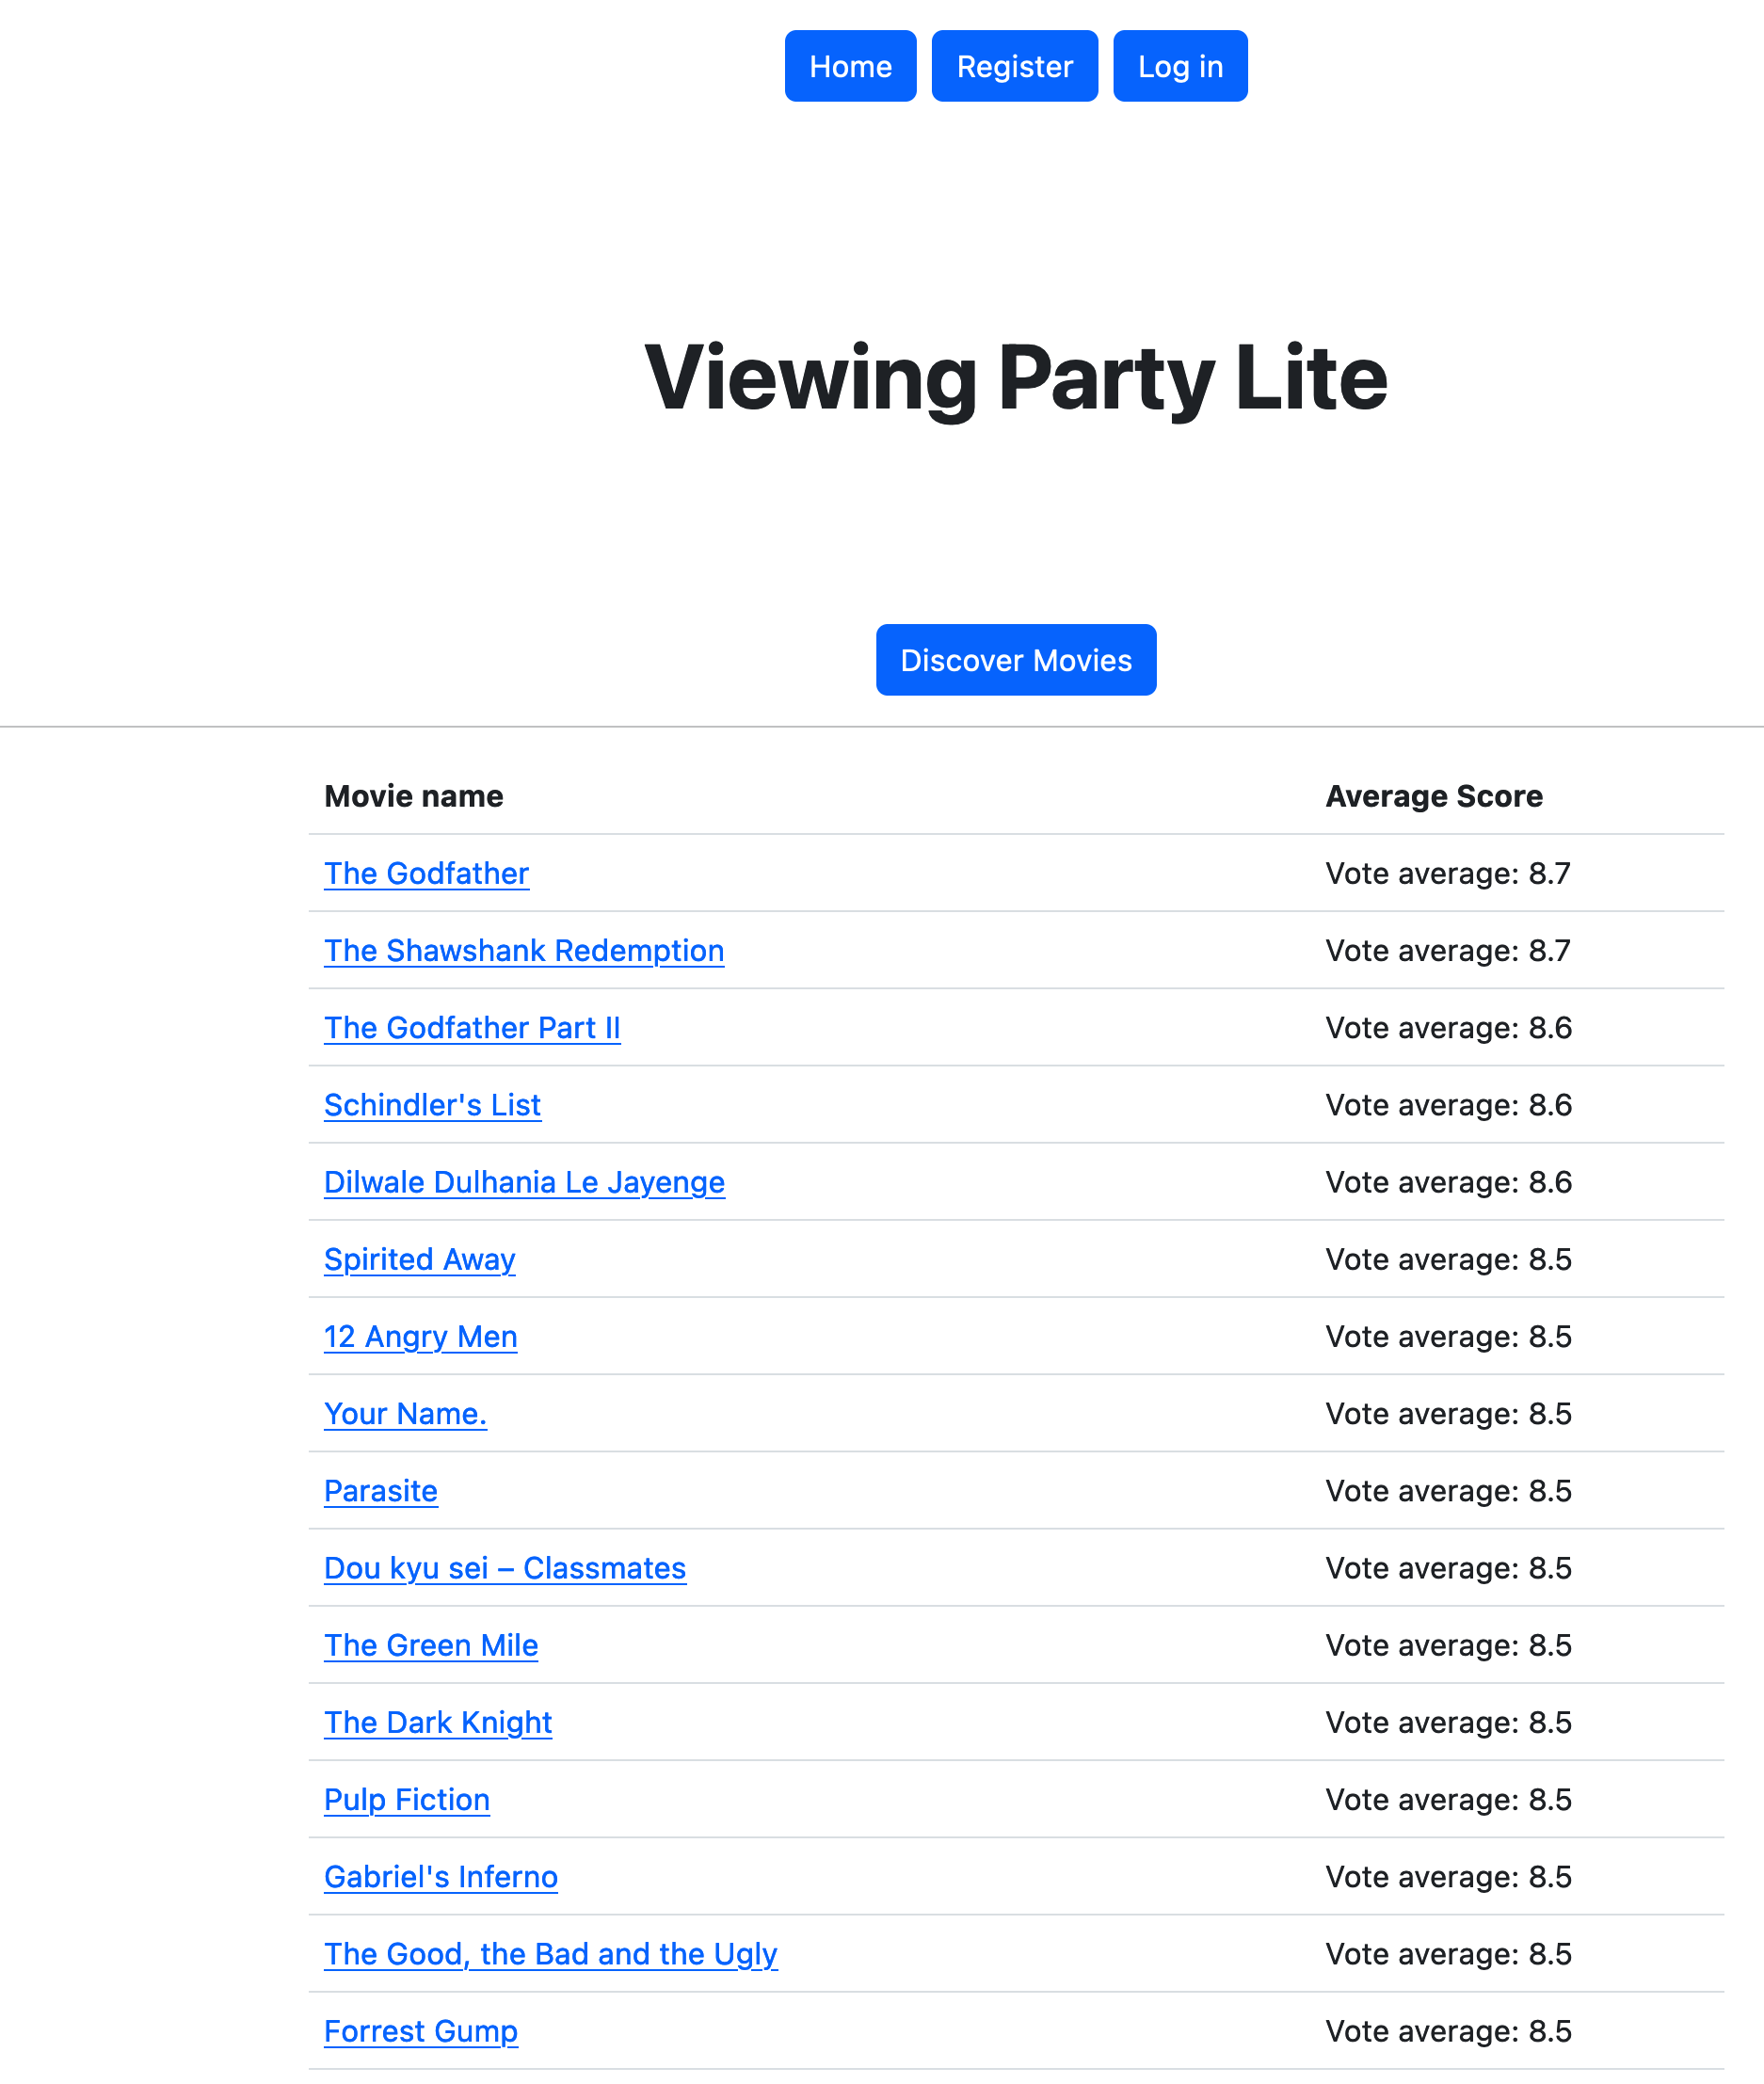 Home Register Log in
Viewing Party Lite
Discover Movies
Movie name Average Score
The Godfather Vote average: 8.7
The Shawshank Redemption Vote average: 8.7
The Godfather Part II Vote average: 8.6
Schindler's List Vote average: 8.6
Dilwale Dulhania Le Jayenge Vote average: 8.6
Spirited Away Vote average: 8.5
12 Angry Men Vote average: 8.5
Your Name. Vote average: 8.5
Parasite Vote average: 8.5
Dou kyu sei – Classmates Vote average: 8.5
The Green Mile Vote average: 8.5
The Dark Knight Vote average: 8.5
Pulp Fiction Vote average: 8.5
Gabriel's Inferno Vote average: 8.5
The Good, the Bad and the Ugly Vote average: 8.5
Forrest Gump Vote average: 8.5